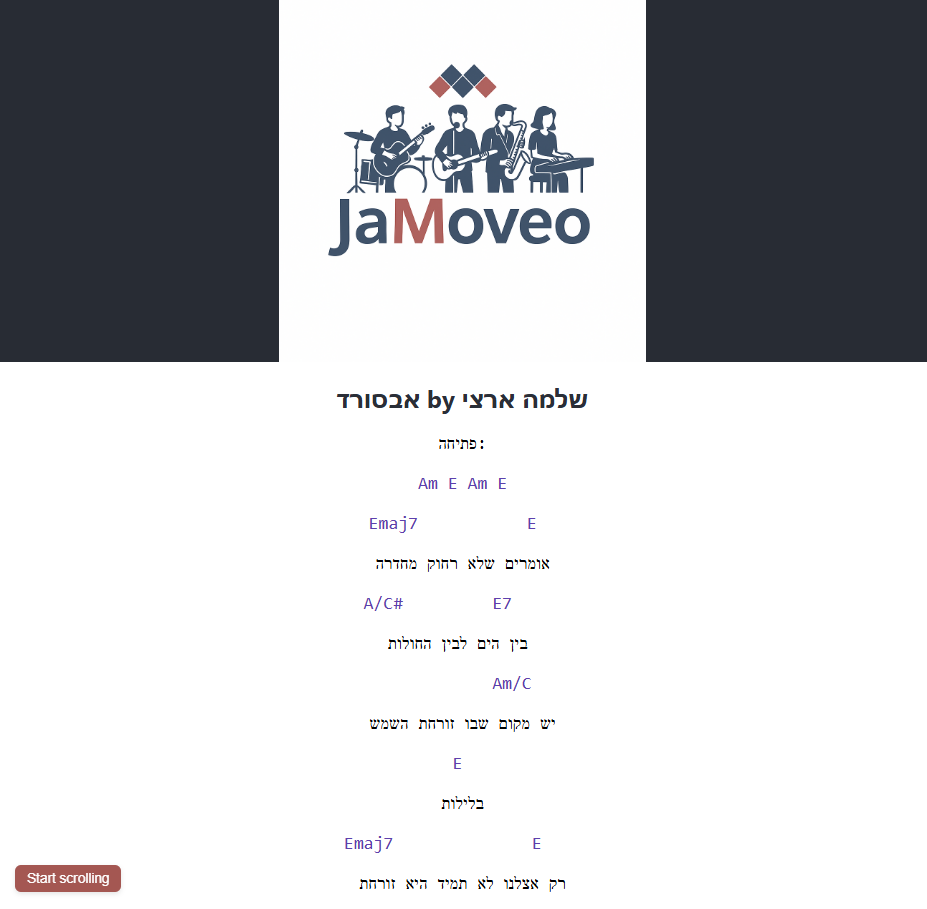 JaMoveo
אבסורד by שלמה ארצי
פתיחה:
Am E Am E
Emaj7 E
אומרים שלא רחוק מחדרה
A/C# E7
בין הים לבין החולות
Am/C
יש מקום שבו זורחת השמש
E
בלילות
Emaj7 E
רק אצלנו לא תמיד היא זורחת
Start scrolling